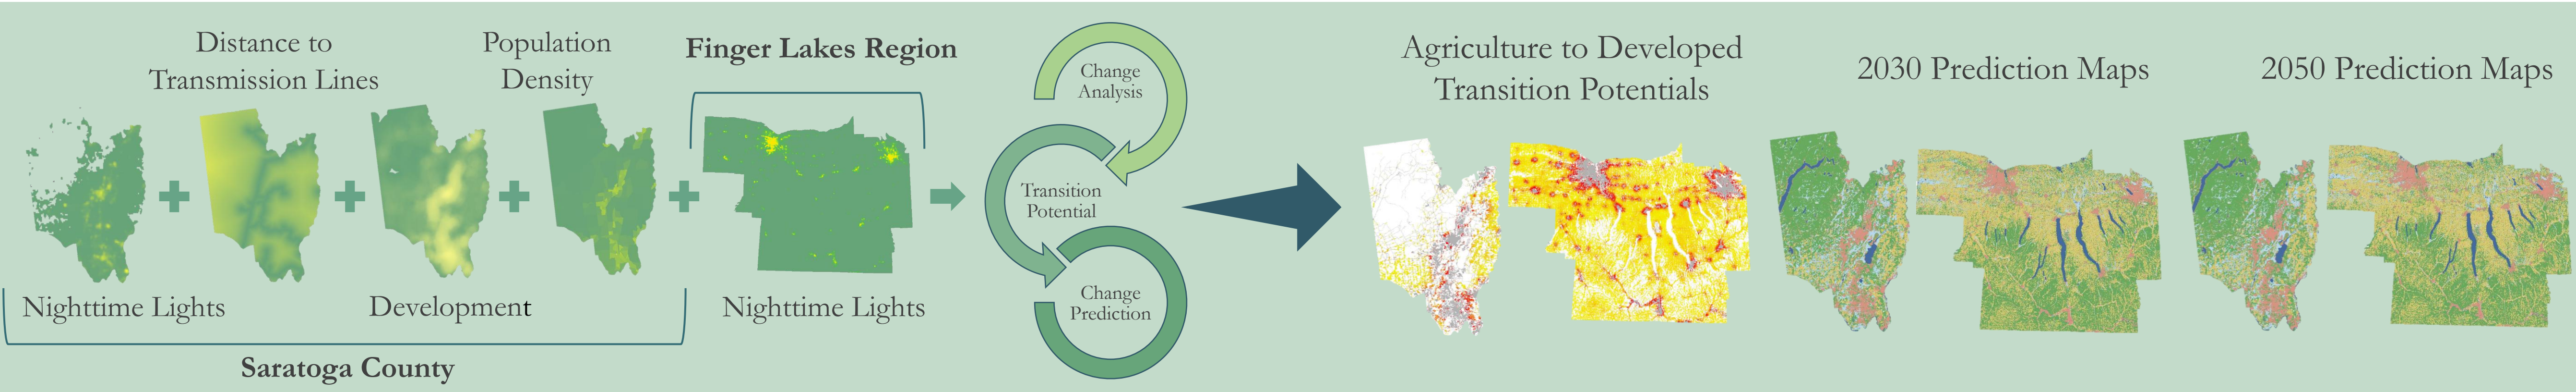 Distance to
Transmission Lines
Population
Density
Nighttime Lights
Development
Saratoga County
Finger Lakes Region
Nighttime Lights
Change
Analysis
Transition
Potential
Change
Prediction
Agriculture to Developed
Transition Potentials
2030 Prediction Maps
2050 Prediction Maps